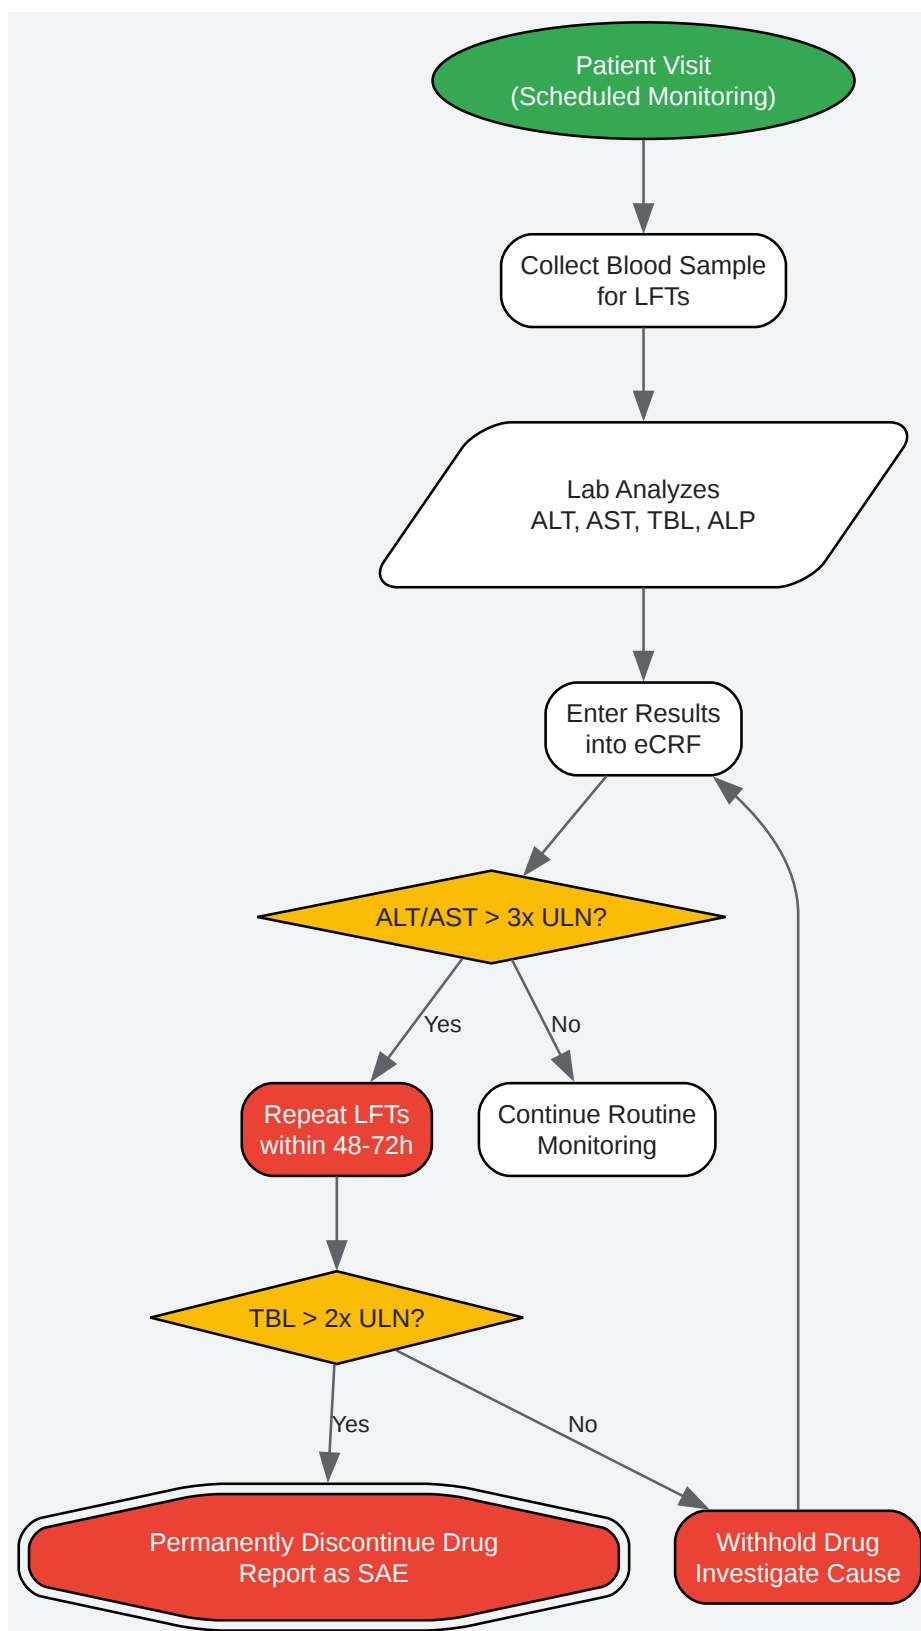 Patient Visit
(Scheduled Monitoring)
Collect Blood Sample
for LFTs
Lab Analyzes
ALT, AST, TBL, ALP
Enter Results
into eCRF
ALT/AST > 3x ULN?
Yes
No
Repeat LFTs
within 48-72h
Continue Routine
Monitoring
TBL > 2x ULN?
Yes
No
Permanently Discontinue Drug
Report as SAE
Withhold Drug
Investigate Cause